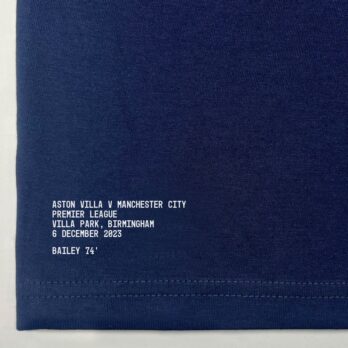 ASTON VILLA V MANCHESTER CITY
PREMIER LEAGUE
VILLA PARK, BIRMINGHAM
6 DECEMBER 2023
BAILEY 74'